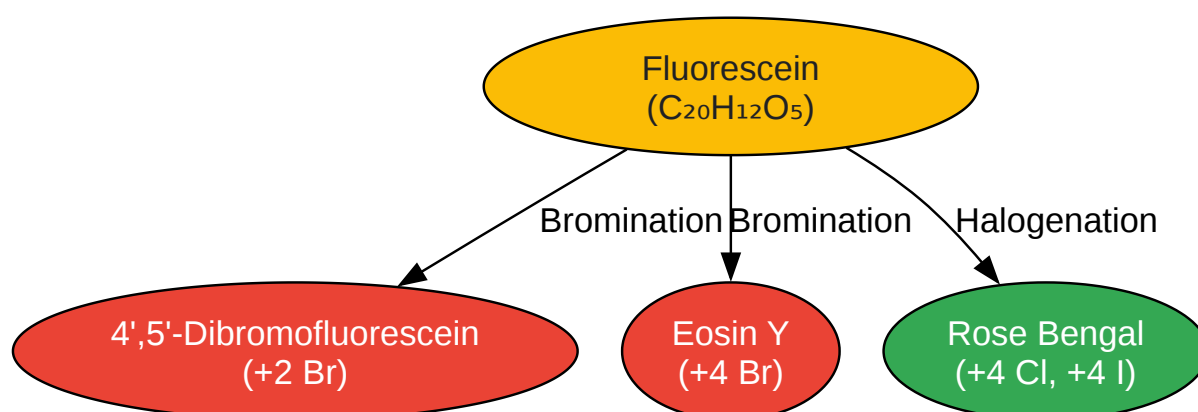 Fluorescein
(C₂₀H₁₂O₅)
Bromination
Bromination
Halogenation
4',5'-Dibromofluorescein
(+2 Br)
Eosin Y
(+4 Br)
Rose Bengal
(+4 Cl, +4 I)